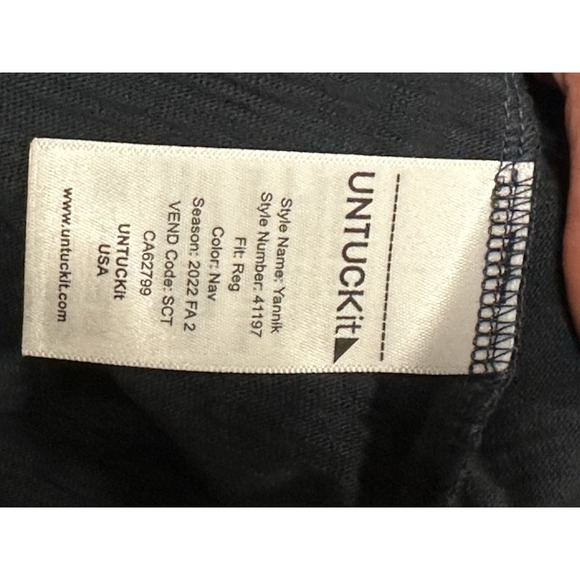 UNTUCKit
Style Name: Yannik
Style Number: 41197
Fit: Reg
Color: Nav
Season: 2022 FA 2
VEND Code: SCT
CA62799
UNTUCKit
USA
www.untuckit.com